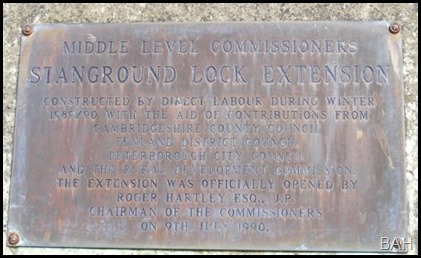 MIDDLE LEVEL COMMISSIONERS
STANGROUND LOCK EXTENSION
CONSTRUCTED BY DIRECT LABOUR DURING WINTER
1989/90 WITH THE AID OF CONTRIBUTIONS FROM
CAMBRIDGESHIRE COUNTY COUNCIL
FENLAND DISTRICT COUNCIL
PETERBOROUGH CITY COUNCIL
AND THE RURAL DEVELOPMENT COMMISSION.
THE EXTENSION WAS OFFICIALLY OPENED BY
ROGER HARTLEY ESQ., J.P.
CHAIRMAN OF THE COMMISSIONERS
ON 9TH JULY 1990.
BAH